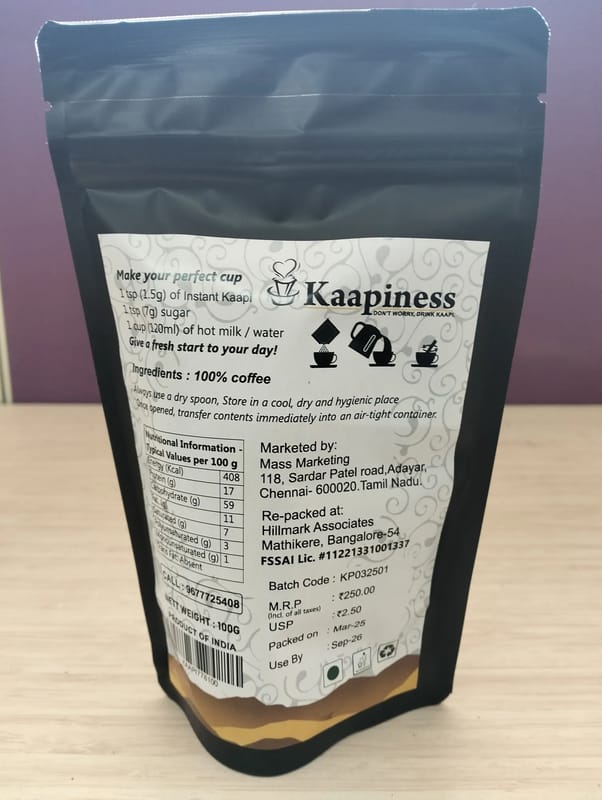 Make your perfect cup
1 tsp (1.5g) of Instant Kaapi
1 tsp (7g) sugar
1 cup (120ml) of hot milk / water
Give a fresh start to your day!
Kaapiness
DON'T WORRY, DRINK KAAPI.
Ingredients : 100% coffee
Always use a dry spoon, Store in a cool, dry and hygienic place
Once opened, transfer contents immediately into an air-tight container.
Nutritional Information -
Typical Values per 100 g
Energy (Kcal) 408
Protein (g) 17
Carbohydrate (g) 59
11
Saturated (g) 7
3
Monounsaturated (g) 1
Trans Fat: Absent
CALL : 9677725408
NETT WEIGHT : 100G
PRODUCT OF INDIA
Marketed by:
Mass Marketing
118, Sardar Patel road,Adayar,
Chennai- 600020.Tamil Nadu.
Re-packed at:
Hillmark Associates
Mathikere, Bangalore-54
FSSAI Lic. #11221331001337
Batch Code : KP032501
M.R.P : ₹250.00
(Incl. of all taxes)
USP : ₹2.50
Packed on : Mar-25
Use By : Sep-26